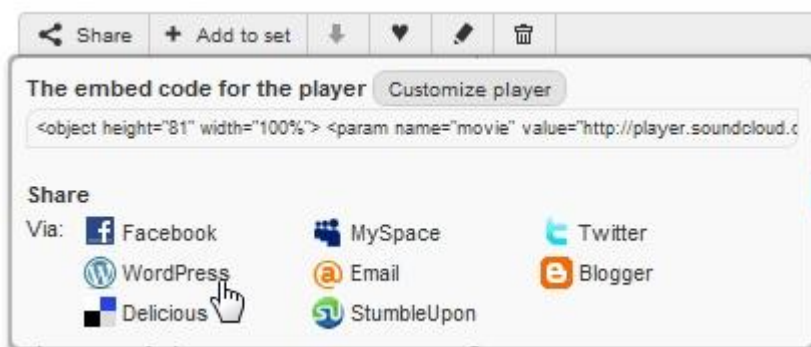 Share + Add to set
The embed code for the player Customize player
<object height="81" width="100%"> <param name="movie" value="http://player.soundcloud.c
Share
Via: Facebook MySpace Twitter
WordPress Email Blogger
Delicious StumbleUpon